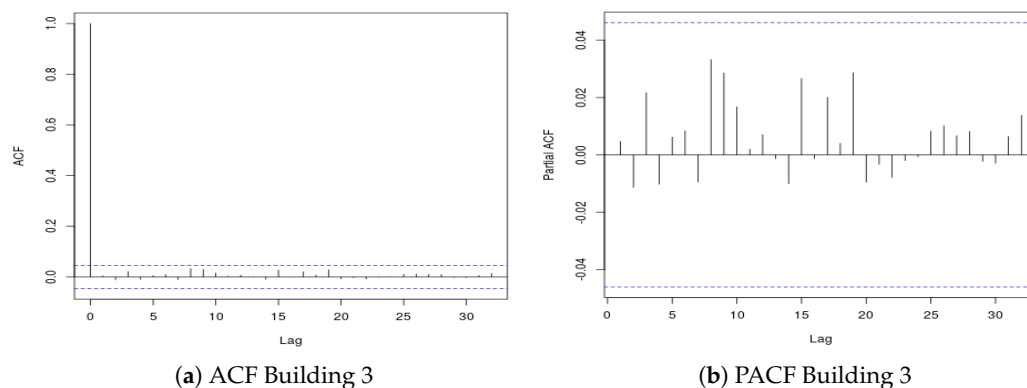 ACF
1.0
0.8
0.6
0.4
0.2
0.0
0 5 10 15 20 25 30
Lag
(a) ACF Building 3
Partial ACF
0.04
0.02
0.00
-0.02
-0.04
0 5 10 15 20 25 30
Lag
(b) PACF Building 3